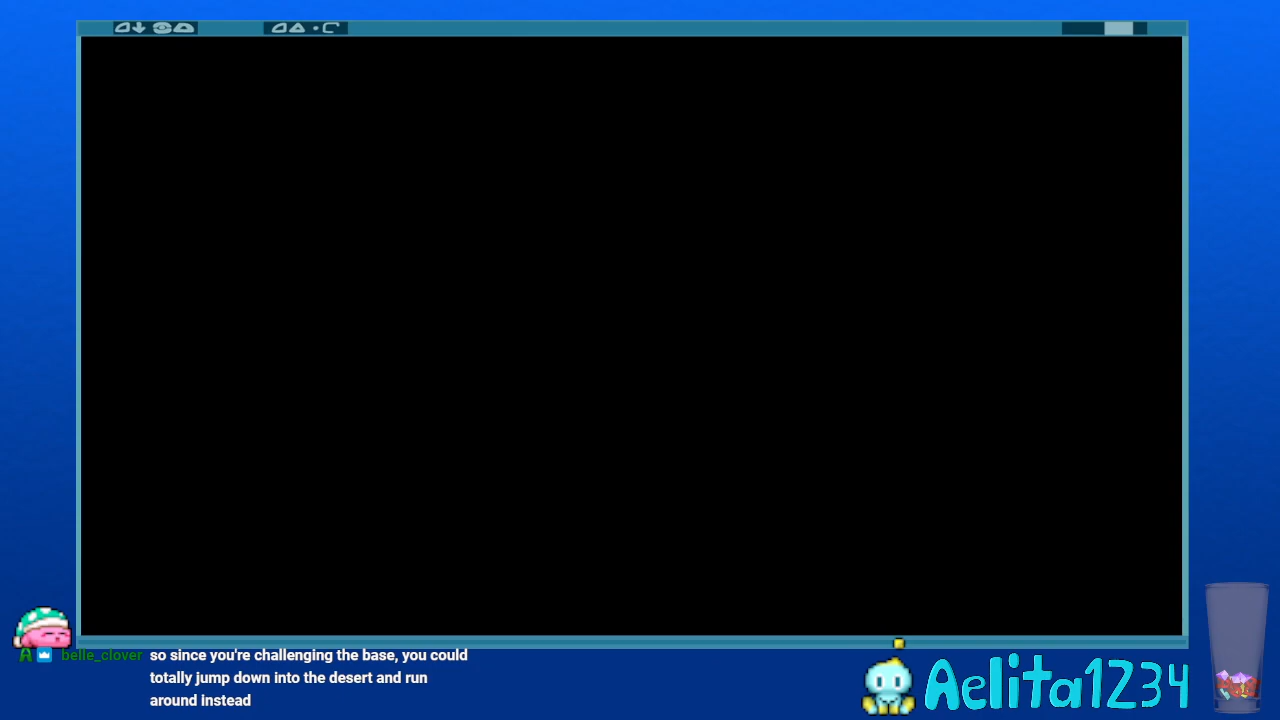 belle_clover so since you're challenging the base, you could
totally jump down into the desert and run
around instead
Aelita1234